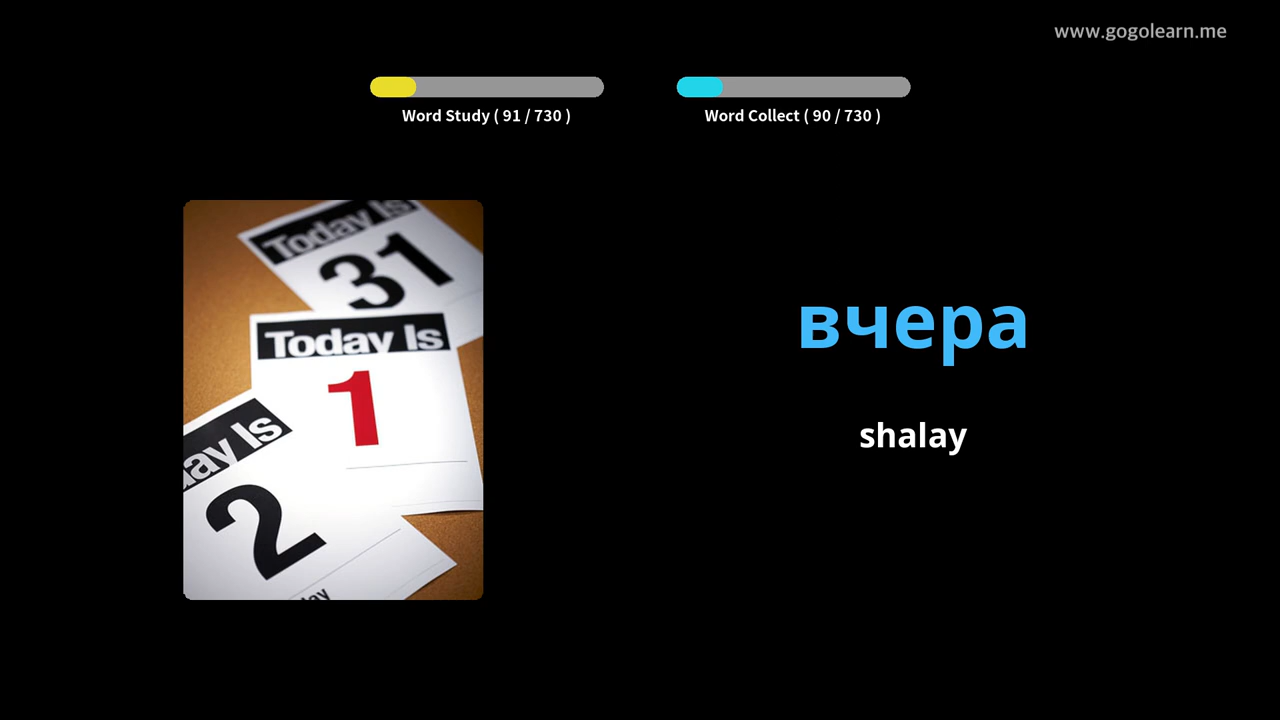 www.gogolearn.me
Word Study ( 91 / 730 )
Word Collect ( 90 / 730 )
Today Is
31
Today Is
1
ay Is
2
вчера
shalay